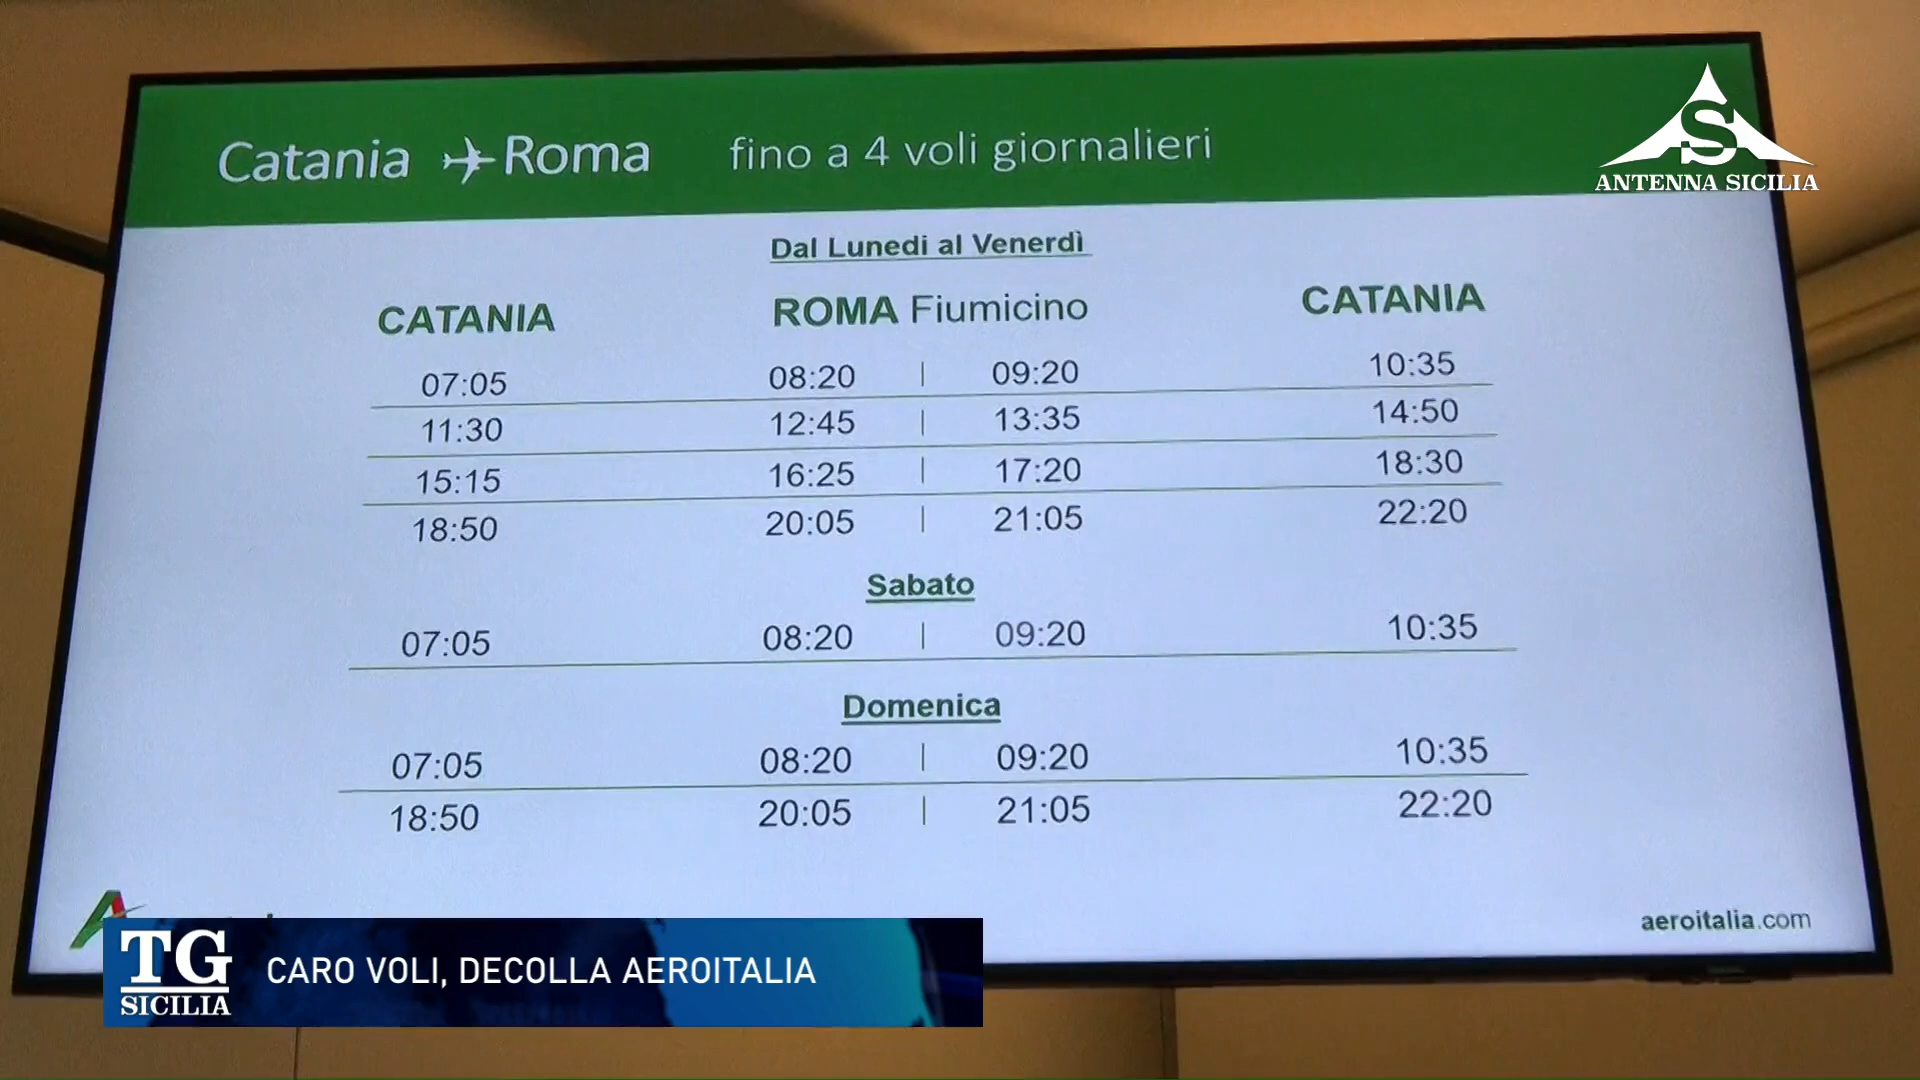 Catania Roma fino a 4 voli giornalieri
S
ANTENNA SICILIA
Dal Lunedi al Venerdì
CATANIA ROMA Fiumicino CATANIA
07:05 08:20 | 09:20 10:35
11:30 12:45 | 13:35 14:50
15:15 16:25 | 17:20 18:30
18:50 20:05 | 21:05 22:20
Sabato
07:05 08:20 | 09:20 10:35
Domenica
07:05 08:20 | 09:20 10:35
18:50 20:05 | 21:05 22:20
aeroitalia.com
TG
SICILIA
CARO VOLI, DECOLLA AEROITALIA